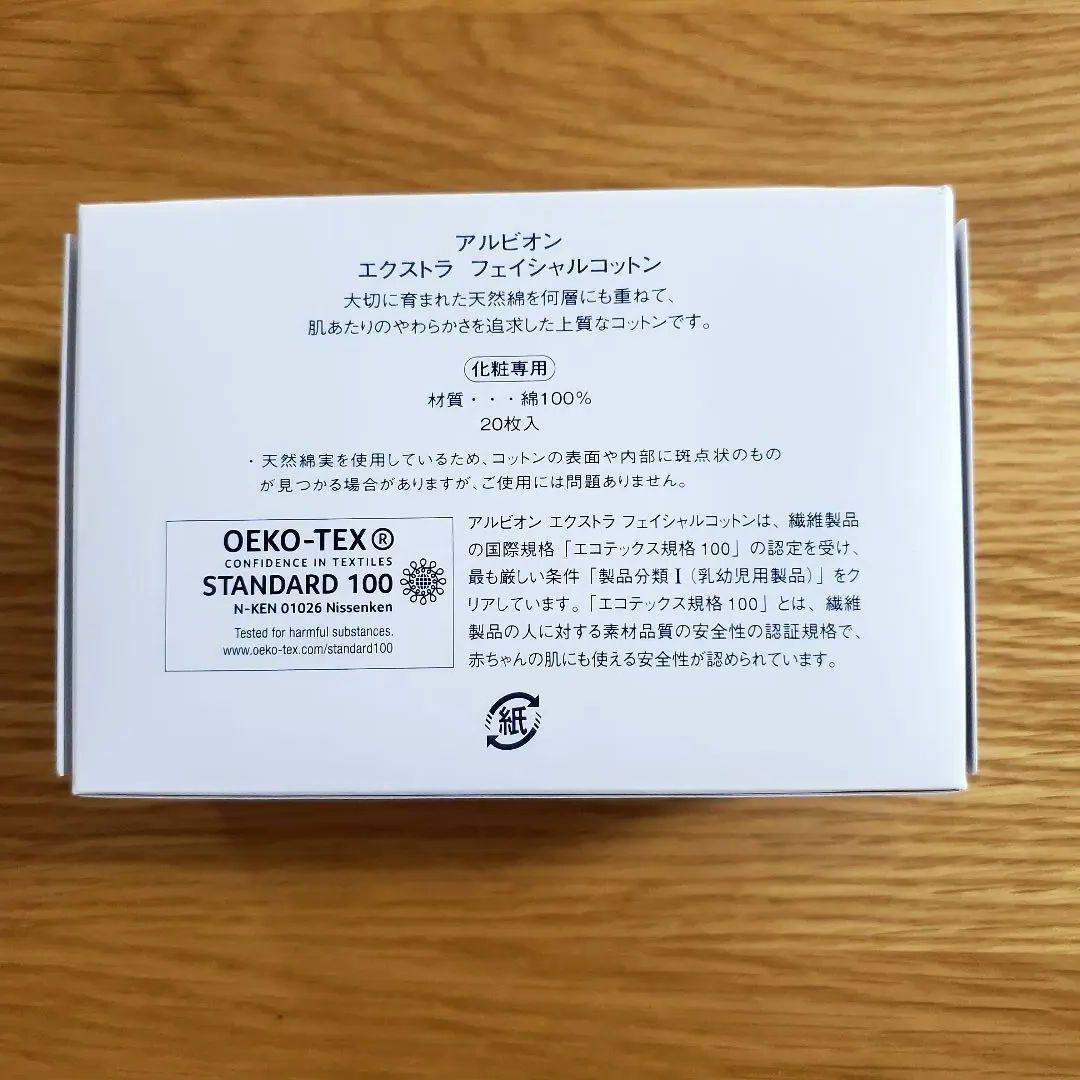 アルビオン
エクストラ フェイシャルコットン
大切に育まれた天然綿を何層にも重ねて、
肌あたりのやわらかさを追求した上質なコットンです。
化粧専用
材質・・・綿100%
20枚入
・天然綿実を使用しているため、コットンの表面や内部に斑点状のもの
が見つかる場合がありますが、ご使用には問題ありません。
OEKO-TEX®
CONFIDENCE IN TEXTILES
STANDARD 100
N-KEN 01026 Nissenken
Tested for harmful substances.
www.oeko-tex.com/standard100
アルビオン エクストラ フェイシャルコットンは、繊維製品
の国際規格「エコテックス規格100」の認定を受け、
最も厳しい条件「製品分類Ⅰ(乳幼児用製品)」をク
リアしています。「エコテックス規格100」とは、繊維
製品の人に対する素材品質の安全性の認証規格で、
赤ちゃんの肌にも使える安全性が認められています。
紙